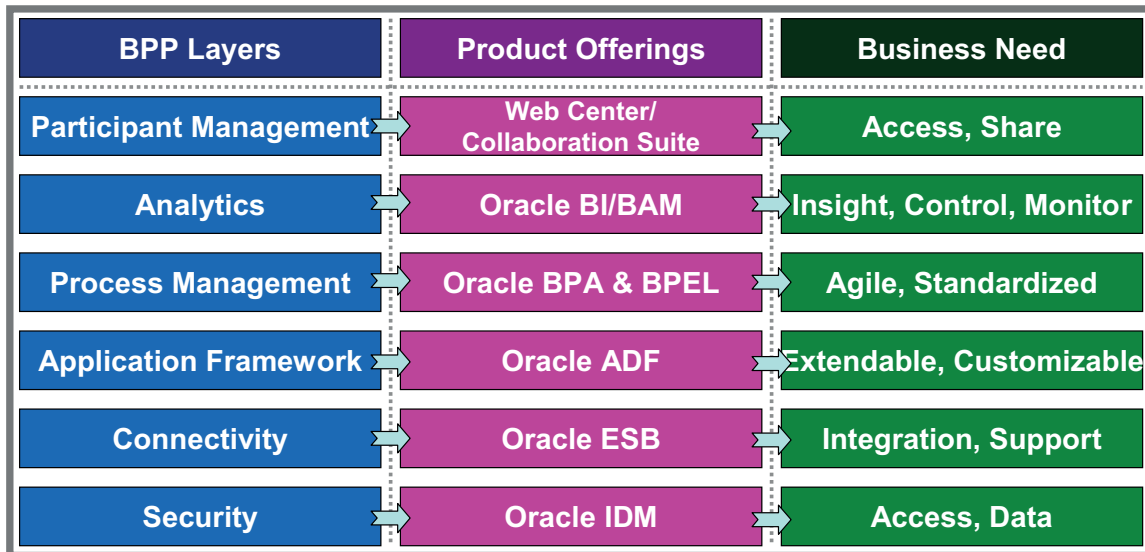 BPP Layers
Product Offerings
Business Need
Participant Management
Web Center/
Collaboration Suite
Access, Share
Analytics
Oracle BI/BAM
Insight, Control, Monitor
Process Management
Oracle BPA & BPEL
Agile, Standardized
Application Framework
Oracle ADF
Extendable, Customizable
Connectivity
Oracle ESB
Integration, Support
Security
Oracle IDM
Access, Data